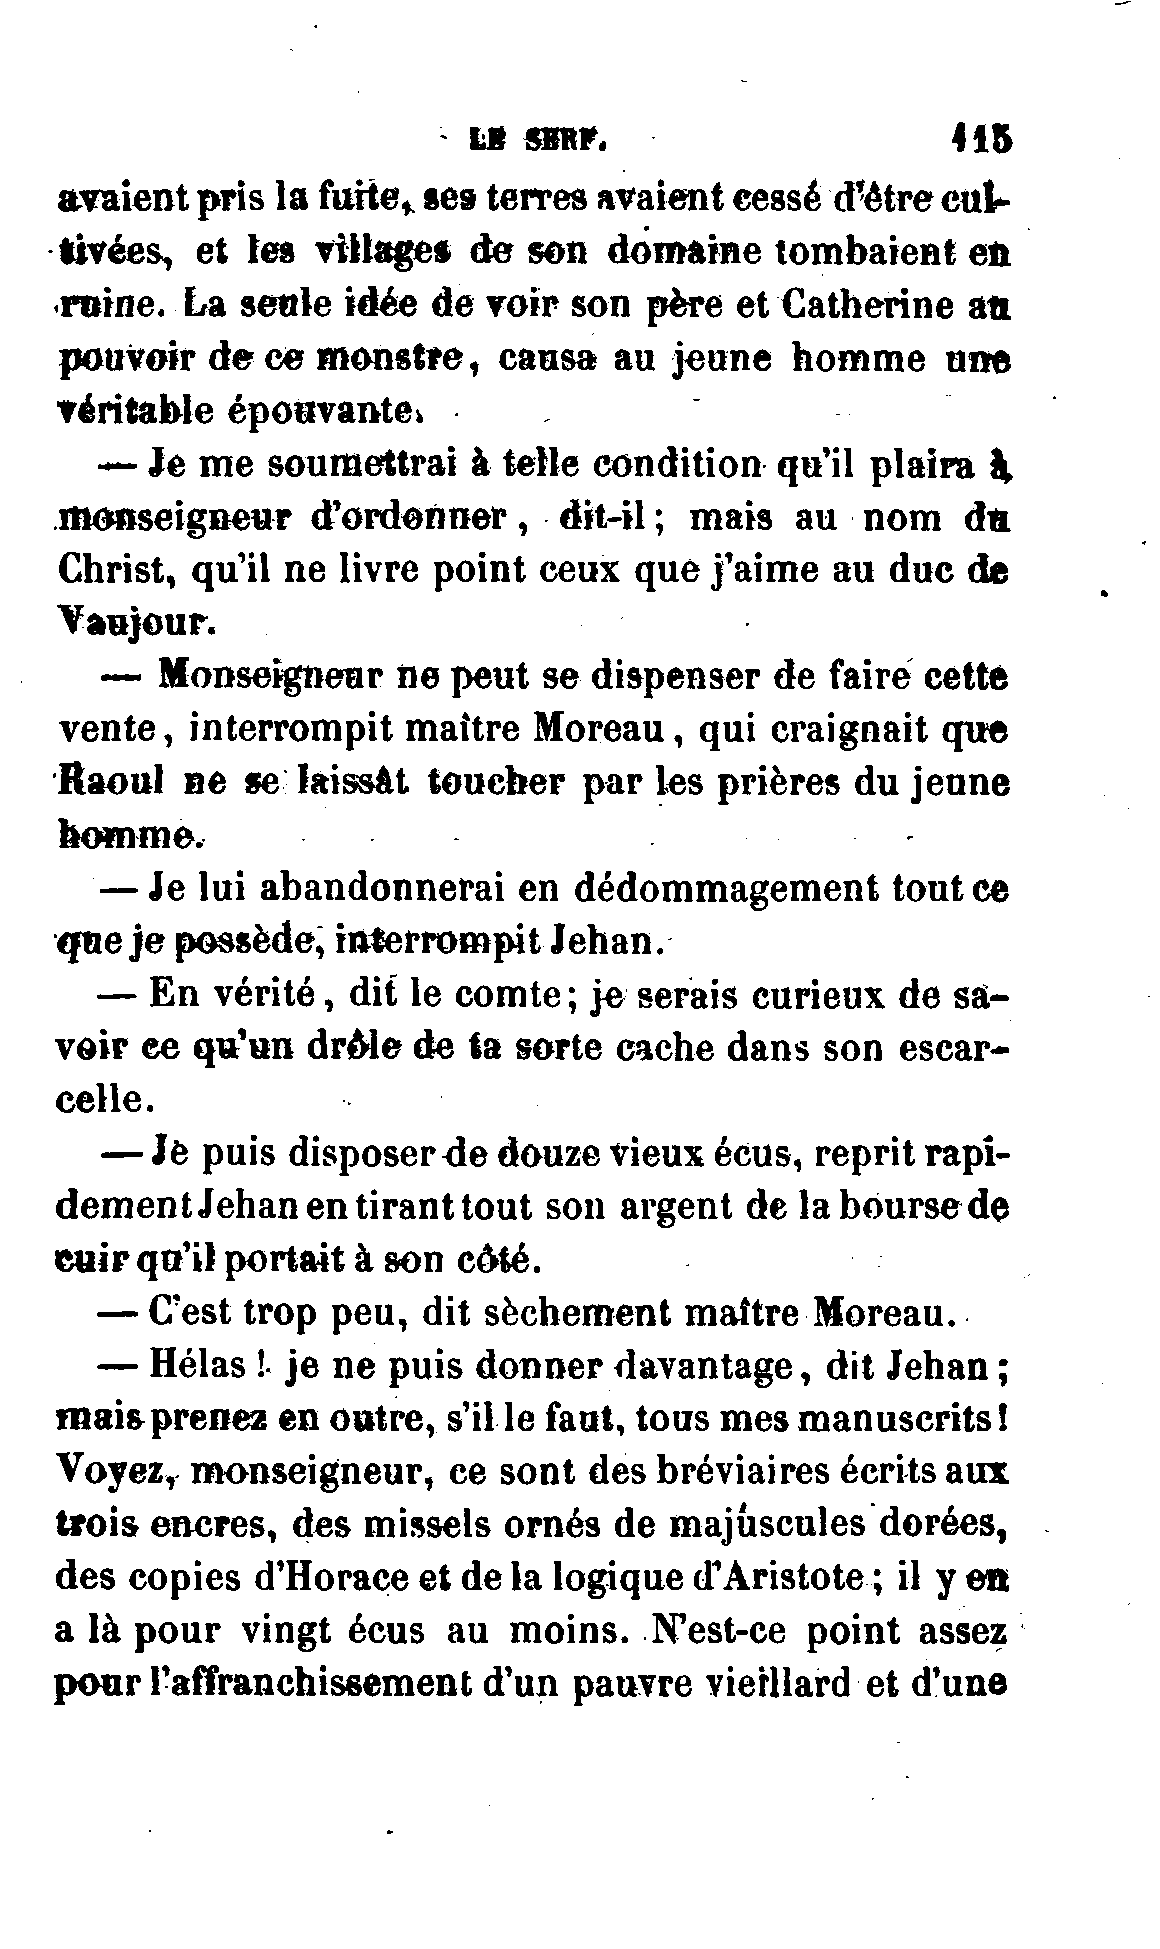 LE SERF. 115
avaient pris la fuite, ses terres avaient cessé d'être cul-
tivées, et les villages de son domaine tombaient en
ruine. La seule idée de voir son père et Catherine au
pouvoir de ce monstre, causa au jeune homme une
véritable épouvante.
— Je me soumettrai à telle condition qu'il plaira à
monseigneur d'ordonner, dit-il; mais au nom du
Christ, qu'il ne livre point ceux que j'aime au duc de
Vaujour.
— Monseigneur ne peut se dispenser de faire cette
vente, interrompit maître Moreau, qui craignait que
Raoul ne se laissât toucher par les prières du jeune
homme.
— Je lui abandonnerai en dédommagement tout ce
que je possède, interrompit Jehan.
— En vérité, dit le comte; je serais curieux de sa-
voir ce qu'un drôle de ta sorte cache dans son escar-
celle.
— Je puis disposer de douze vieux écus, reprit rapi-
dement Jehan en tirant tout son argent de la bourse de
cuir qu'il portait à son côté.
— C'est trop peu, dit sèchement maître Moreau.
— Hélas! je ne puis donner davantage, dit Jehan;
mais prenez en outre, s'il le faut, tous mes manuscrits!
Voyez, monseigneur, ce sont des bréviaires écrits aux
trois encres, des missels ornés de majuscules dorées,
des copies d'Horace et de la logique d'Aristote; il y en
a là pour vingt écus au moins. N'est-ce point assez
pour l'affranchissement d'un pauvre vieillard et d'une